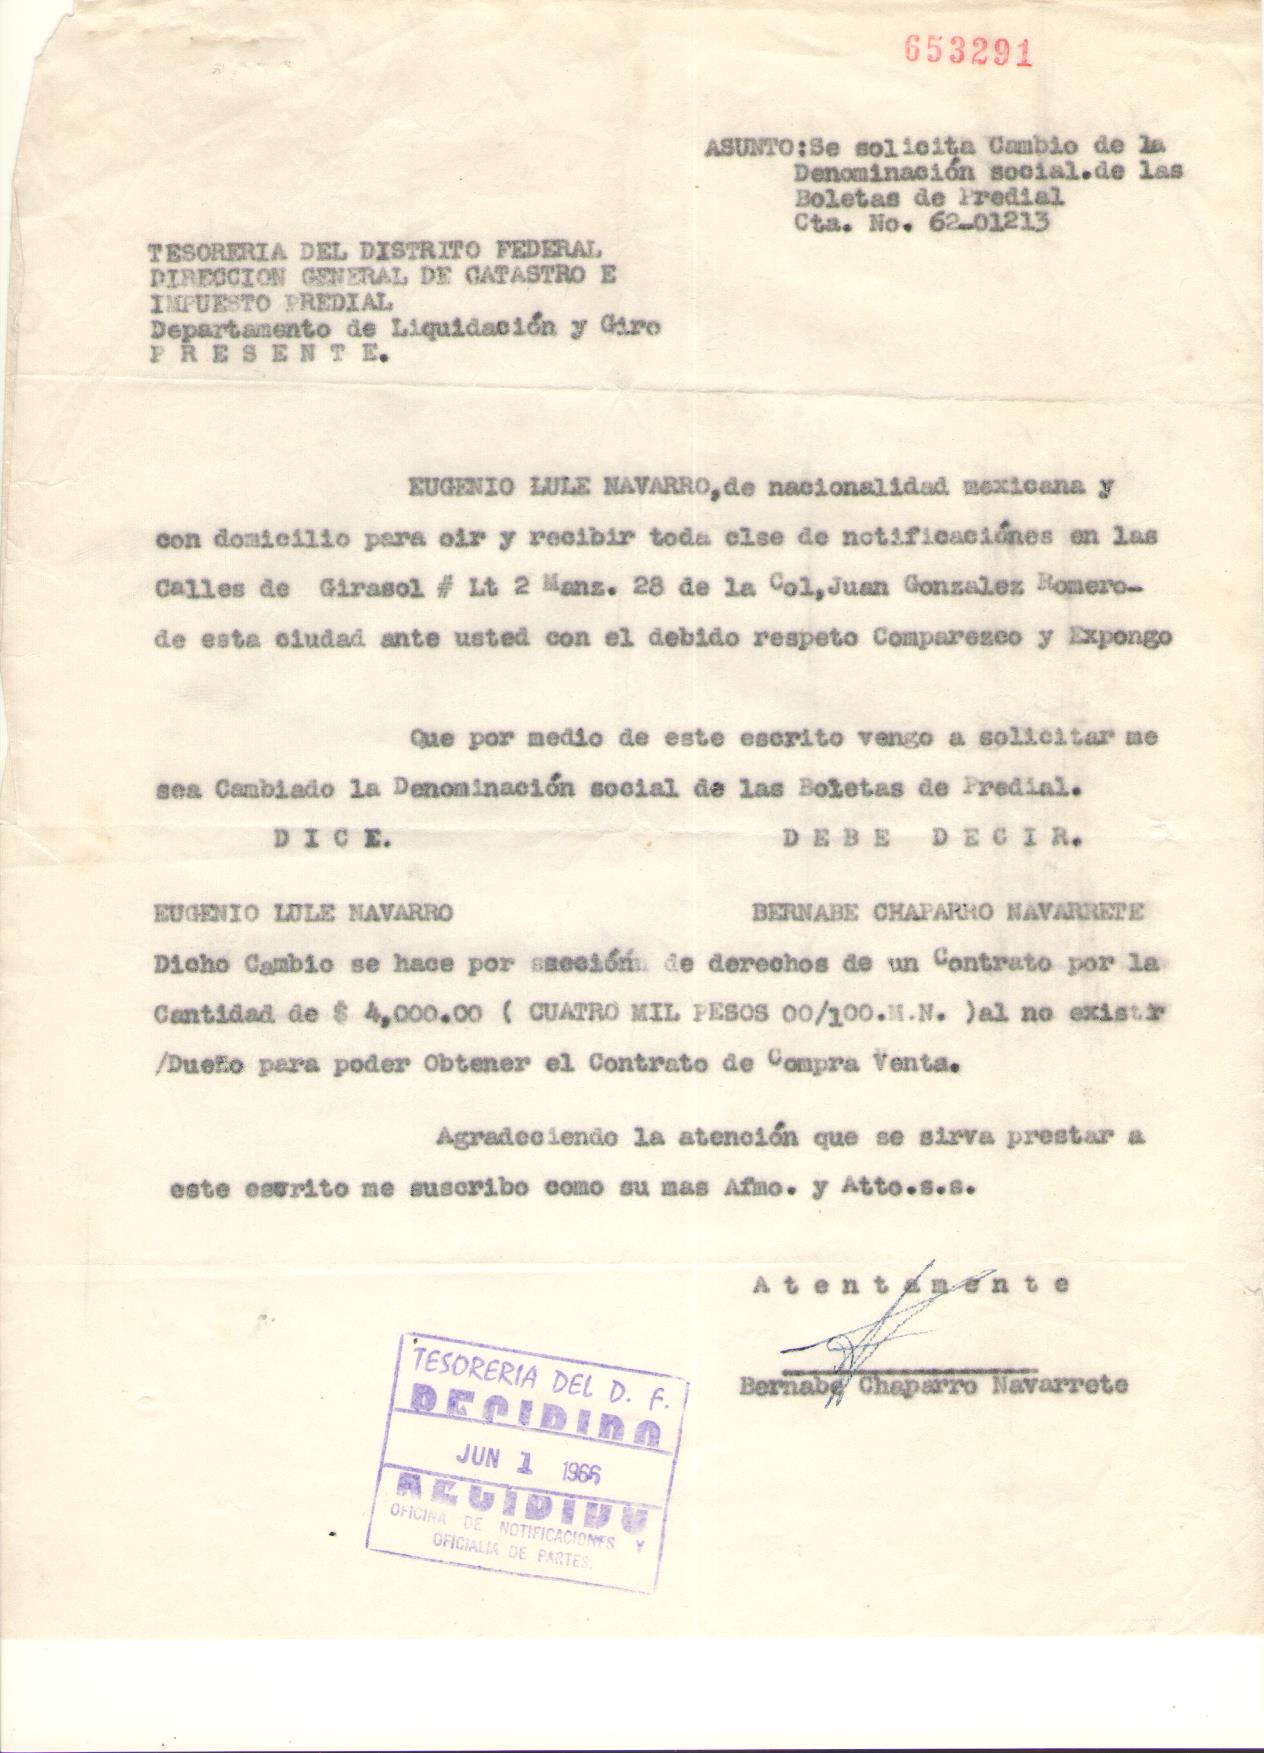 653291
ASUNTO:Se solicita Cambio de la
Denominación social.de las
Boletas de Predial
Cta. No. 62-01213
TESORERIA DEL DISTRITO FEDERAL
DIRECCION GENERAL DE CATASTRO E
IMPUESTO PREDIAL
Departamento de Liquidación y Giro
P R E S E N T E.
EUGENIO LULE NAVARRO,de nacionalidad mexicana y
con domicilio para oir y recibir toda clse de notificaciónes en las
Calles de Girasol # Lt 2 Manz. 28 de la Col,Juan Gonzalez Romero-
de esta ciudad ante usted con el debido respeto Comparezco y Expongo
Que por medio de este escrito vengo a solicitar me
sea Cambiado la Denominación social de las Boletas de Predial.
D I C E. D E B E D E C I R.
EUGENIO LULE NAVARRO BERNABE CHAPARRO NAVARRETE
Dicho Cambio se hace por de derechos de un Contrato por la
Cantidad de $ 4,000.00 ( CUATRO MIL PESOS 00/100.M.N. )al no existir
/Dueño para poder Obtener el Contrato de Compra Venta.
Agradeciendo la atención que se sirva prestar a
este escrito me suscribo como su mas Afmo. y Atto.s.s.
A t e n t a m e n t e
Bernabe Chaparro Navarrete
TESORERIA DEL D. F.
RECIBIDO
JUN 1 1966
RECIBIDO
OFICINA DE NOTIFICACIONES Y
OFICIALIA DE PARTES.